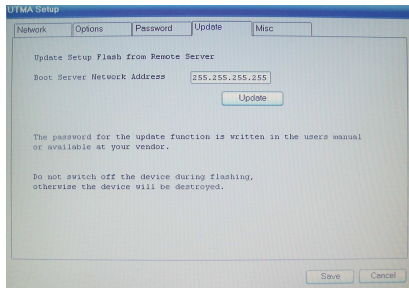 UTMA Setup
Network Options Password Update Misc
Update Setup Flash from Remote Server
Boot Server Network Address 255.255.255.255
Update
The password for the update function is written in the users manual
or available at your vendor.
Do not switch off the device during flashing,
otherwise the device will be destroyed.
Save Cancel